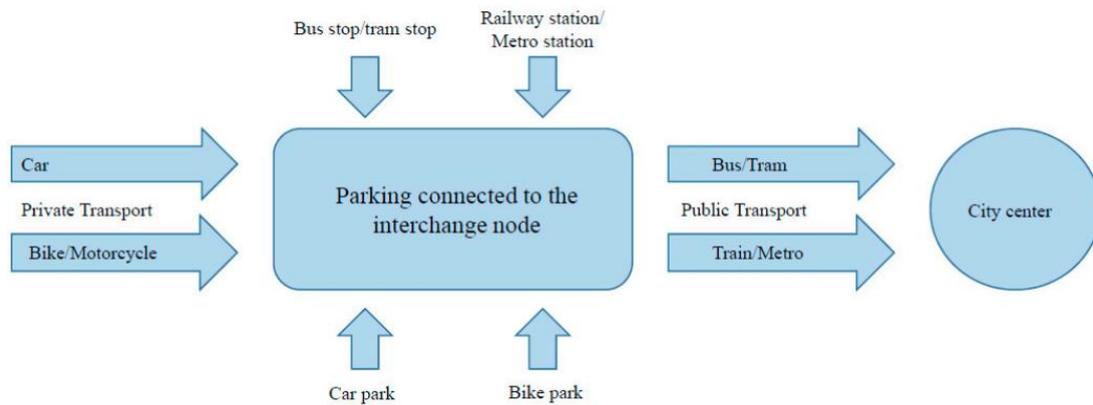 Bus stop/tram stop
Railway station/
Metro station
Car
Private Transport
Bike/Motorcycle
Parking connected to the
interchange node
Bus/Tram
Public Transport
Train/Metro
City center
Car park
Bike park